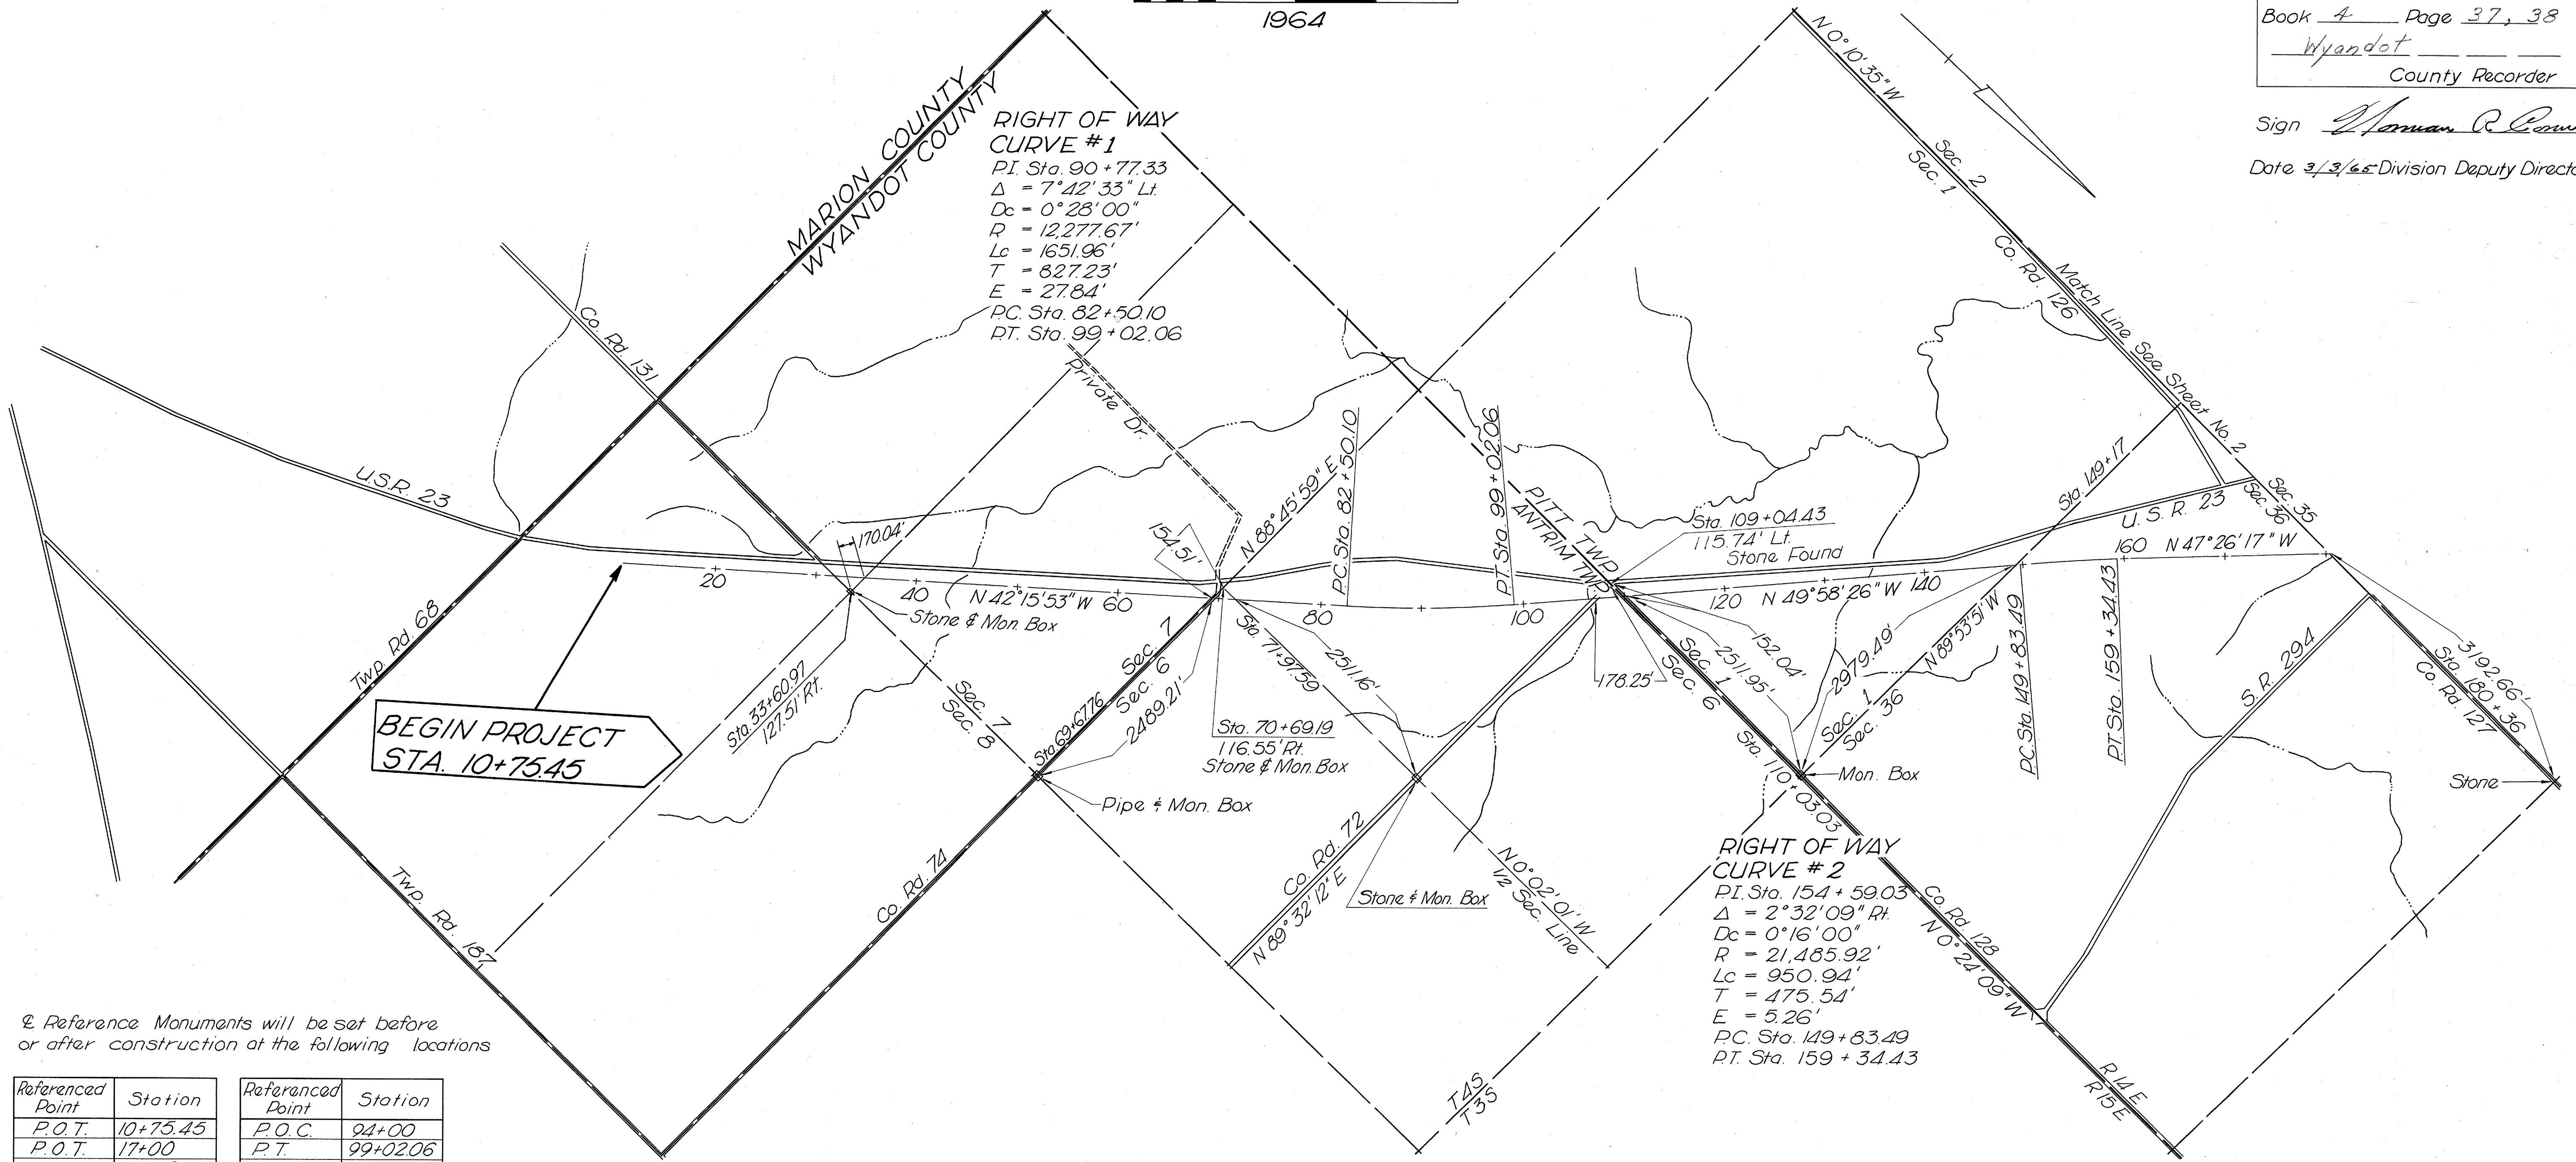 1964
Book 4 Page 37, 38
Wyandot
County Recorder
Sign
Date 3/3/65 Division Deputy Directo
MARION COUNTY
WYANDOT COUNTY
RIGHT OF WAY
CURVE #1
P.I. Sta. 90+77.33
Δ = 7°42'33" Lt.
Dc = 0°28'00"
R = 12,277.67'
Lc = 1651.96'
T = 827.23'
E = 27.84'
P.C. Sta. 82+50.10
P.T. Sta. 99+02.06
N 0°10'35" W
Sec. 2
Sec. 1
Co. Rd. 126
Match Line See Sheet No. 2
Co. Rd. 131
Private Dr.
U.S.R. 23
170.04'
154.51'
N 88°45'59" E
P.C. Sta. 82+50.10
P.T. Sta. 99+02.06
PITT TWP.
ANTRIM TWP.
Sta. 109+04.43
115.74' Lt.
Stone Found
Sta. 149+17
U.S.R. 23
Sec. 35
Sec. 36
20
40
N 42°15'53" W
60
80
100
120
N 49°58'26" W
140
160
N 47°26'17" W
Stone & Mon. Box
Twp. Rd. 68
BEGIN PROJECT
STA. 10+75.45
Sta. 33+60.97
127.51' Rt.
Sec. 7
Sec. 8
Sec. 7
Sec. 6
Sta. 69+67.76
2489.21'
Sta. 71+97.59
2511.16'
Sta. 70+69.19
116.55' Rt.
Stone & Mon. Box
178.25'
Sec. 1
Sec. 6
2511.95'
152.04'
2979.49'
N 89°53'51" W
Sec. 1
Sec. 36
P.C. Sta. 149+83.49
P.T. Sta. 159+34.43
S.R. 294
3192.66'
Sta. 180+36
Co. Rd. 127
Stone
Pipe & Mon. Box
Sta. 110+03.03
Mon. Box
Co. Rd. 74
Co. Rd. 72
N 89°32'12" E
Stone & Mon. Box
N 0°02'01" W
1/2 Sec. Line
RIGHT OF WAY
CURVE #2
P.I. Sta. 154+59.03
Δ = 2°32'09" Rt.
Dc = 0°16'00"
R = 21,485.92'
Lc = 950.94'
T = 475.54'
E = 5.26'
P.C. Sta. 149+83.49
P.T. Sta. 159+34.43
Co. Rd. 128
N 0°24'09" W
Twp. Rd. 187
T4S
T3S
R 14 E
R 15 E
℄ Reference Monuments will be set before
or after construction at the following locations
Referenced Point Station
P.O.T. 10+75.45
P.O.T. 17+00
Referenced Point Station
P.O.C. 94+00
P.T. 99+02.06